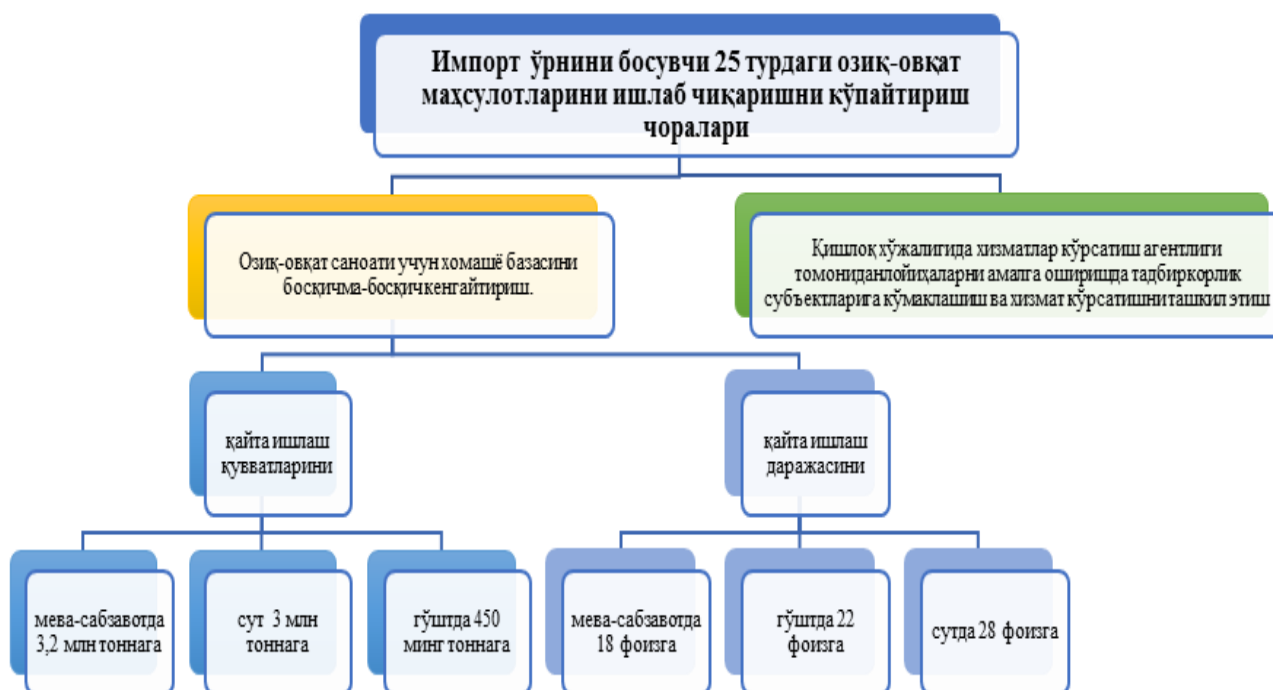 Импорт ўрнини босувчи 25 турдаги озиқ-овқат
маҳсулотларини ишлаб чиқаришни кўпайтириш
чоралари
Озиқ-овқат саноати учун хомашё базасини
босқичма-босқич кенгайтириш.
Қишлоқ хўжалигида хизматлар кўрсатиш агентлиги
томониданлойиҳаларни амалга оширишда тадбиркорлик
субъектларига кўмаклашиш ва хизмат кўрсатишни ташкил этиш
қайта ишлаш
қувватларини
қайта ишлаш
даражасини
мева-сабзавотда
3,2 млн тоннага
сут 3 млн
тоннага
гўштда 450
минг тоннага
мева-сабзавотда
18 фоизга
гўштда 22
фоизга
сутда 28 фоизга